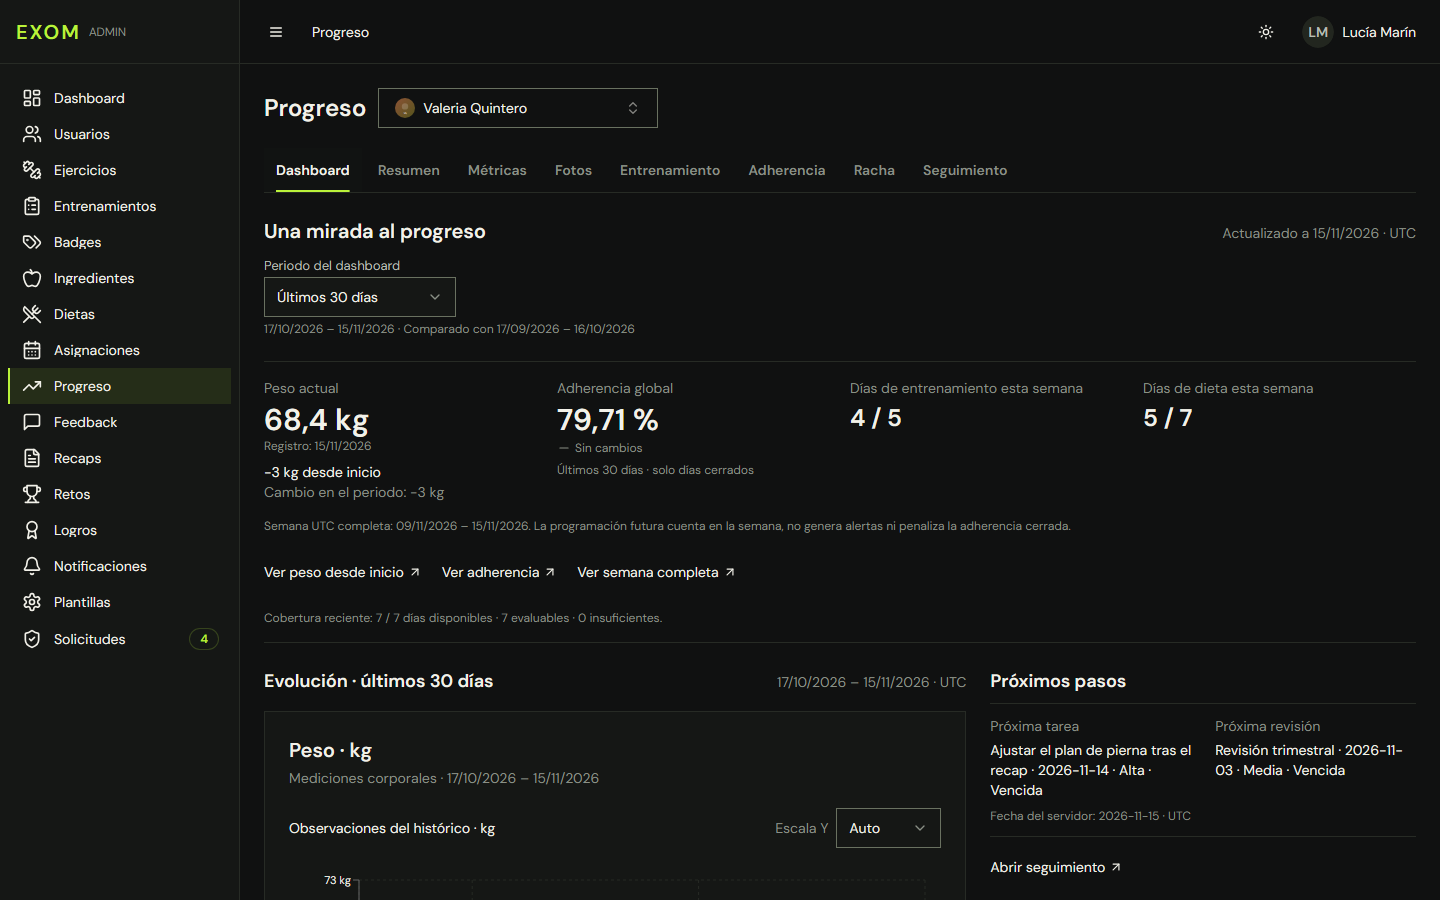 EXOM ADMIN
Dashboard
Usuarios
Ejercicios
Entrenamientos
Badges
Ingredientes
Dietas
Asignaciones
Progreso
Feedback
Recaps
Retos
Logros
Notificaciones
Plantillas
Solicitudes 4
Progreso
LM Lucía Marín
Progreso Valeria Quintero
Dashboard Resumen Métricas Fotos Entrenamiento Adherencia Racha Seguimiento
Una mirada al progreso
Actualizado a 15/11/2026 · UTC
Periodo del dashboard
Últimos 30 días
17/10/2026 – 15/11/2026 · Comparado con 17/09/2026 – 16/10/2026
Peso actual
68,4 kg
Registro: 15/11/2026
-3 kg desde inicio
Cambio en el periodo: -3 kg
Adherencia global
79,71 %
— Sin cambios
Últimos 30 días · solo días cerrados
Días de entrenamiento esta semana
4 / 5
Días de dieta esta semana
5 / 7
Semana UTC completa: 09/11/2026 – 15/11/2026. La programación futura cuenta en la semana, no genera alertas ni penaliza la adherencia cerrada.
Ver peso desde inicio Ver adherencia Ver semana completa
Cobertura reciente: 7 / 7 días disponibles · 7 evaluables · 0 insuficientes.
Evolución · últimos 30 días
17/10/2026 – 15/11/2026 · UTC
Peso · kg
Mediciones corporales · 17/10/2026 – 15/11/2026
Observaciones del histórico · kg
Escala Y Auto
73 kg
Próximos pasos
Próxima tarea
Ajustar el plan de pierna tras el
recap · 2026-11-14 · Alta ·
Vencida
Fecha del servidor: 2026-11-15 · UTC
Próxima revisión
Revisión trimestral · 2026-11-
03 · Media · Vencida
Abrir seguimiento